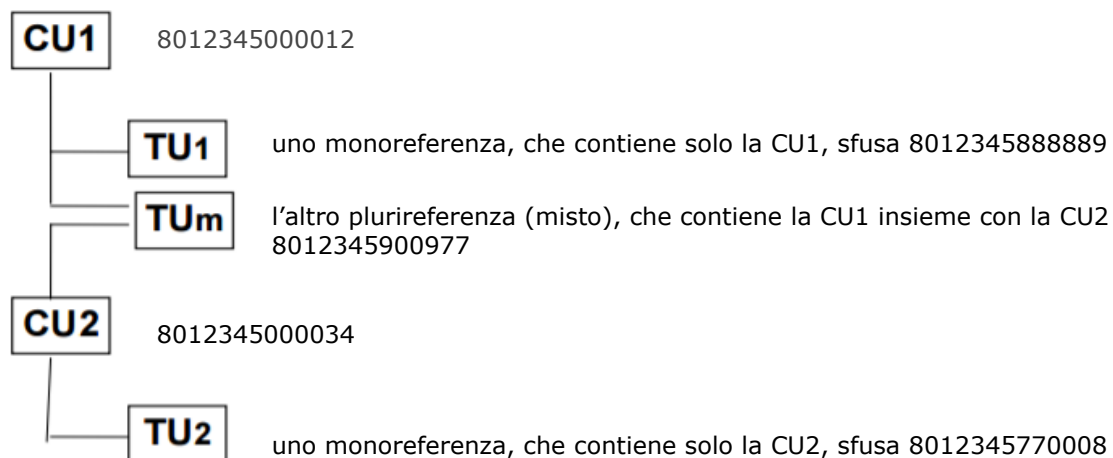 CU1 8012345000012
TU1 uno monoreferenza, che contiene solo la CU1, sfusa 8012345888889
TUm l'altro plurireferenza (misto), che contiene la CU1 insieme con la CU2
8012345900977
CU2 8012345000034
TU2 uno monoreferenza, che contiene solo la CU2, sfusa 8012345770008